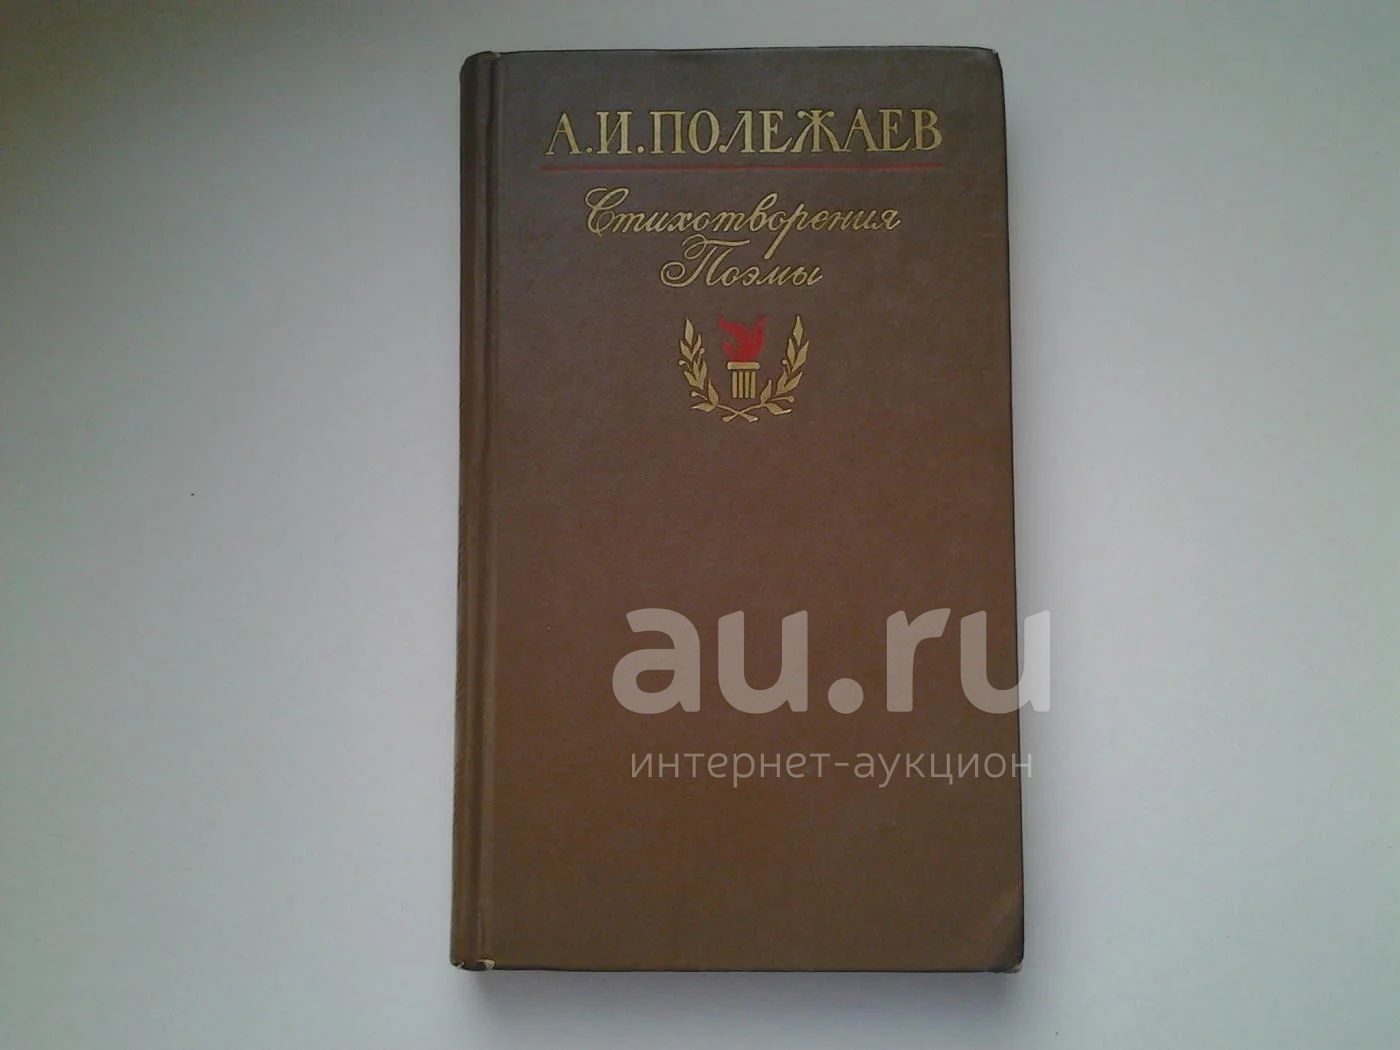 А.И.ПОЛЕЖАЕВ
Стихотворения
Поэмы
au.ru
интернет-аукцион